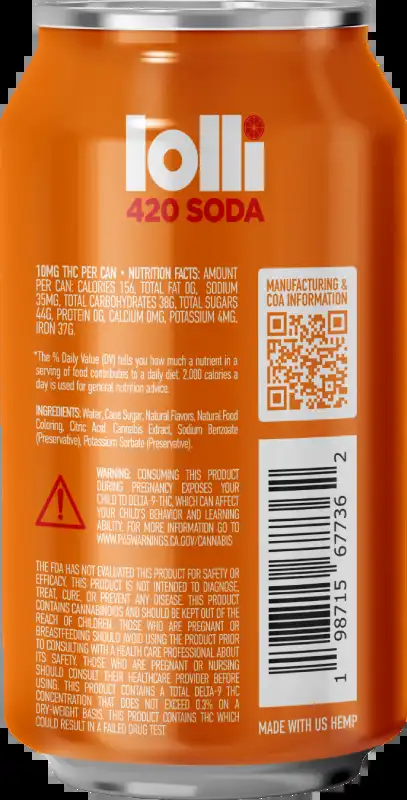 lolli
420 SODA
10MG THC PER CAN • NUTRITION FACTS: AMOUNT
PER CAN: CALORIES 156, TOTAL FAT 0G, SODIUM
35MG, TOTAL CARBOHYDRATES 38G, TOTAL SUGARS
44G, PROTEIN 0G, CALCIUM 0MG, POTASSIUM 4MG,
IRON 37G.
*The % Daily Value (DV) tells you how much a nutrient in a
serving of food contributes to a daily diet. 2,000 calories a
day is used for general nutrition advice.
INGREDIENTS: Water, Cane Sugar, Natural Flavors, Natural Food
Coloring, Citric Acid Cannabis Extract, Sodium Benzoate
(Preservative), Potassium Sorbate (Preservative).
WARNING: CONSUMING THIS PRODUCT
DURING PREGNANCY EXPOSES YOUR
CHILD TO DELTA-9-THC, WHICH CAN AFFECT
YOUR CHILD'S BEHAVIOR AND LEARNING
ABILITY. FOR MORE INFORMATION GO TO
WWW.P65WARNINGS.CA.GOV/CANNABIS
THE FDA HAS NOT EVALUATED THIS PRODUCT FOR SAFETY OR
EFFICACY. THIS PRODUCT IS NOT INTENDED TO DIAGNOSE,
TREAT, CURE, OR PREVENT ANY DISEASE. THIS PRODUCT
CONTAINS CANNABINOIDS AND SHOULD BE KEPT OUT OF THE
REACH OF CHILDREN. THOSE WHO ARE PREGNANT OR
BREASTFEEDING SHOULD AVOID USING THE PRODUCT PRIOR
TO CONSULTING WITH A HEALTH CARE PROFESSIONAL ABOUT
ITS SAFETY. THOSE WHO ARE PREGNANT OR NURSING
SHOULD CONSULT THEIR HEALTHCARE PROVIDER BEFORE
USING. THIS PRODUCT CONTAINS A TOTAL DELTA-9 THC
CONCENTRATION THAT DOES NOT EXCEED 0.3% ON A
DRY-WEIGHT BASIS. THIS PRODUCT CONTAINS THC WHICH
COULD RESULT IN A FAILED DRUG TEST
MANUFACTURING &
COA INFORMATION
1 98715 67736 2
MADE WITH US HEMP